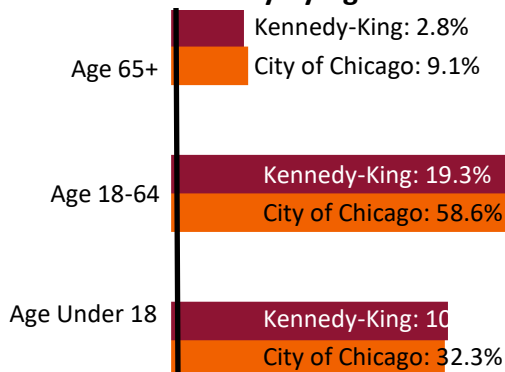 Kennedy-King: 2.8%
Age 65+
City of Chicago: 9.1%
Kennedy-King: 19.3%
Age 18-64
City of Chicago: 58.6%
Age Under 18
Kennedy-King: 10
City of Chicago: 32.3%